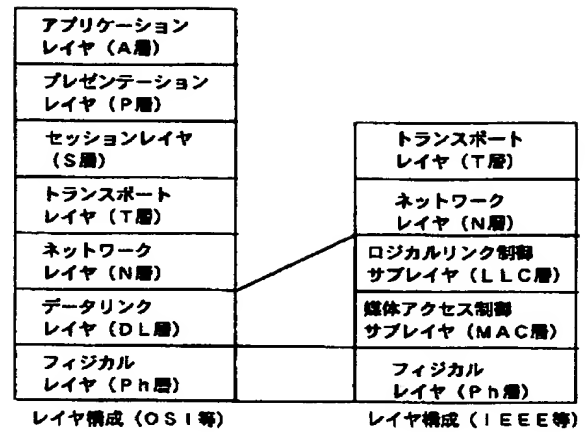 アプリケーション
レイヤ（A層）
プレゼンテーション
レイヤ（P層）
セッションレイヤ
（S層）
トランスポート
レイヤ（T層）
ネットワーク
レイヤ（N層）
データリンク
レイヤ（DL層）
フィジカル
レイヤ（Ph層）
レイヤ構成（OSI等）
トランスポート
レイヤ（T層）
ネットワーク
レイヤ（N層）
ロジカルリンク制御
サブレイヤ（LLC層）
媒体アクセス制御
サブレイヤ（MAC層）
フィジカル
レイヤ（Ph層）
レイヤ構成（IEEE等）